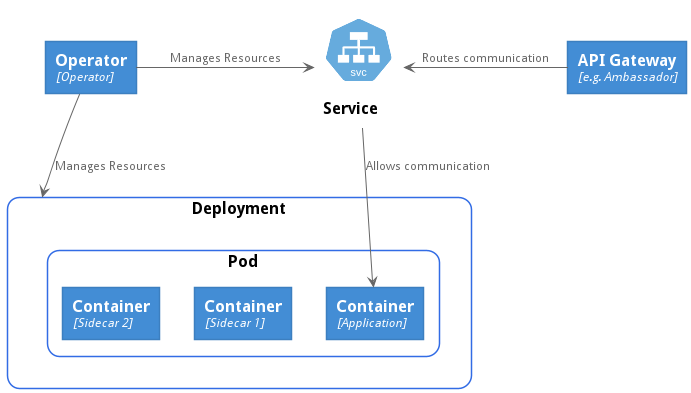 Operator
[Operator]
Manages Resources
svc
Service
Routes communication
API Gateway
[e.g. Ambassador]
Manages Resources
Allows communication
Deployment
Pod
Container
[Sidecar 2]
Container
[Sidecar 1]
Container
[Application]